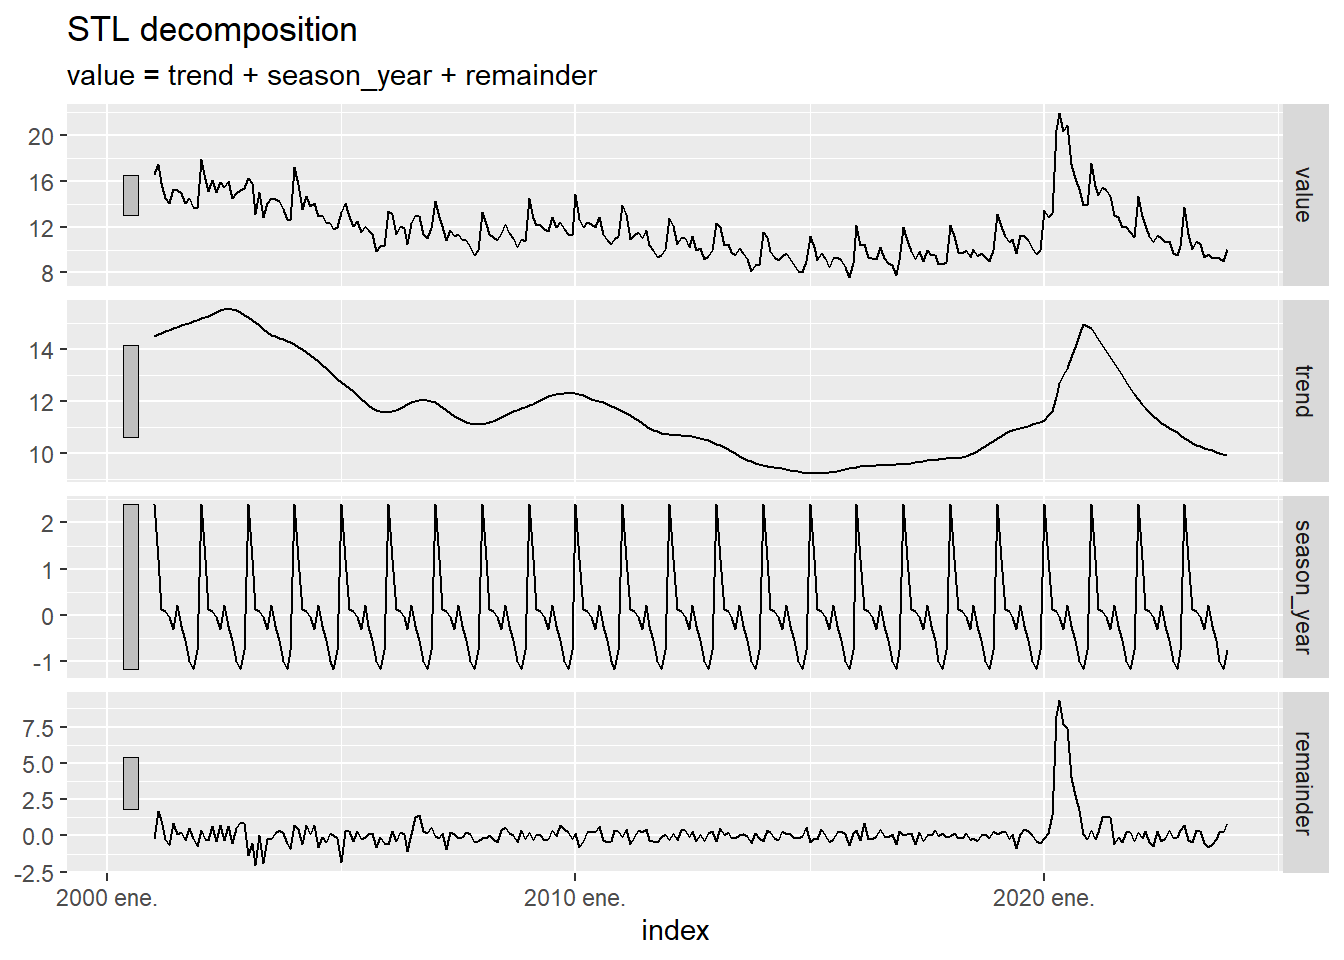 STL decomposition
value = trend + season_year + remainder
20
16
12
8
value
14
12
10
trend
2
1
0
-1
season_year
7.5
5.0
2.5
0.0
-2.5
remainder
2000 ene.
2010 ene.
2020 ene.
index